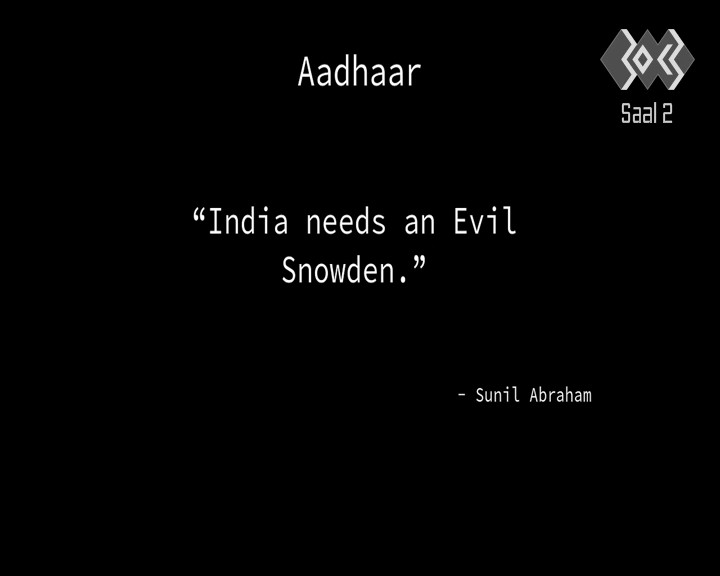 Aadhaar
Saal 2
“India needs an Evil
Snowden.”
– Sunil Abraham